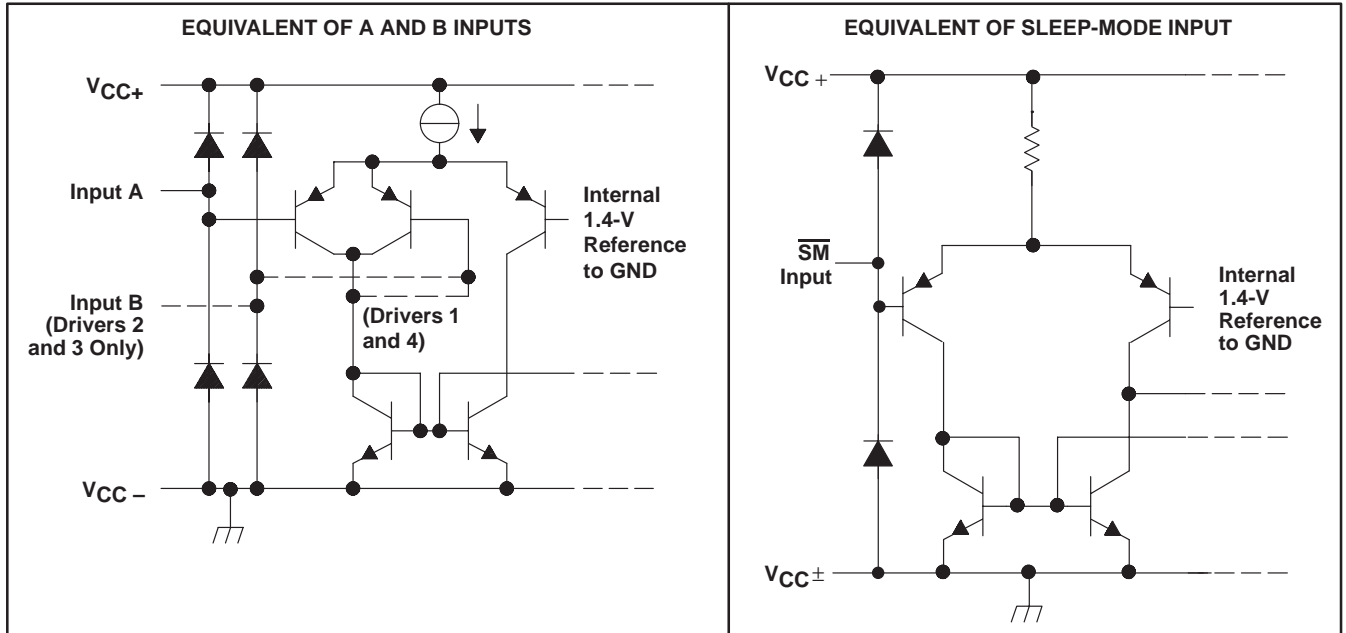 EQUIVALENT OF A AND B INPUTS
VCC+
Input A
Internal
1.4-V
Reference
to GND
Input B
(Drivers 2
and 3 Only)
(Drivers 1
and 4)
VCC –
EQUIVALENT OF SLEEP-MODE INPUT
VCC +
S̅M̅
Input
Internal
1.4-V
Reference
to GND
VCC ±